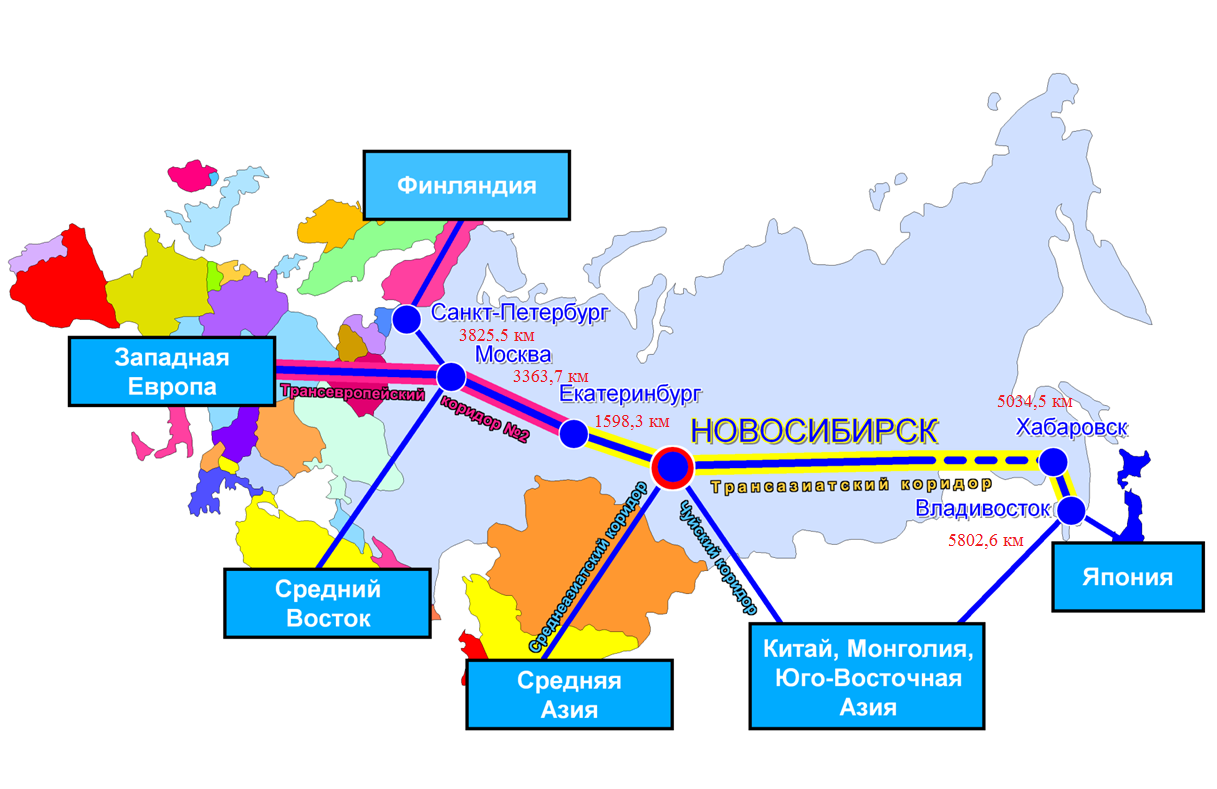 Финляндия
Санкт-Петербург
3825,5 км
Москва
3363,7 км
Западная
Европа
Трансевропейский
коридор №2
Екатеринбург
1598,3 км
НОВОСИБИРСК
5034,5 км
Хабаровск
Трансазиатский коридор
Владивосток
5802,6 км
Среднеазиатский коридор
Чуйский коридор
Япония
Средний
Восток
Китай, Монголия,
Юго-Восточная
Азия
Средняя
Азия